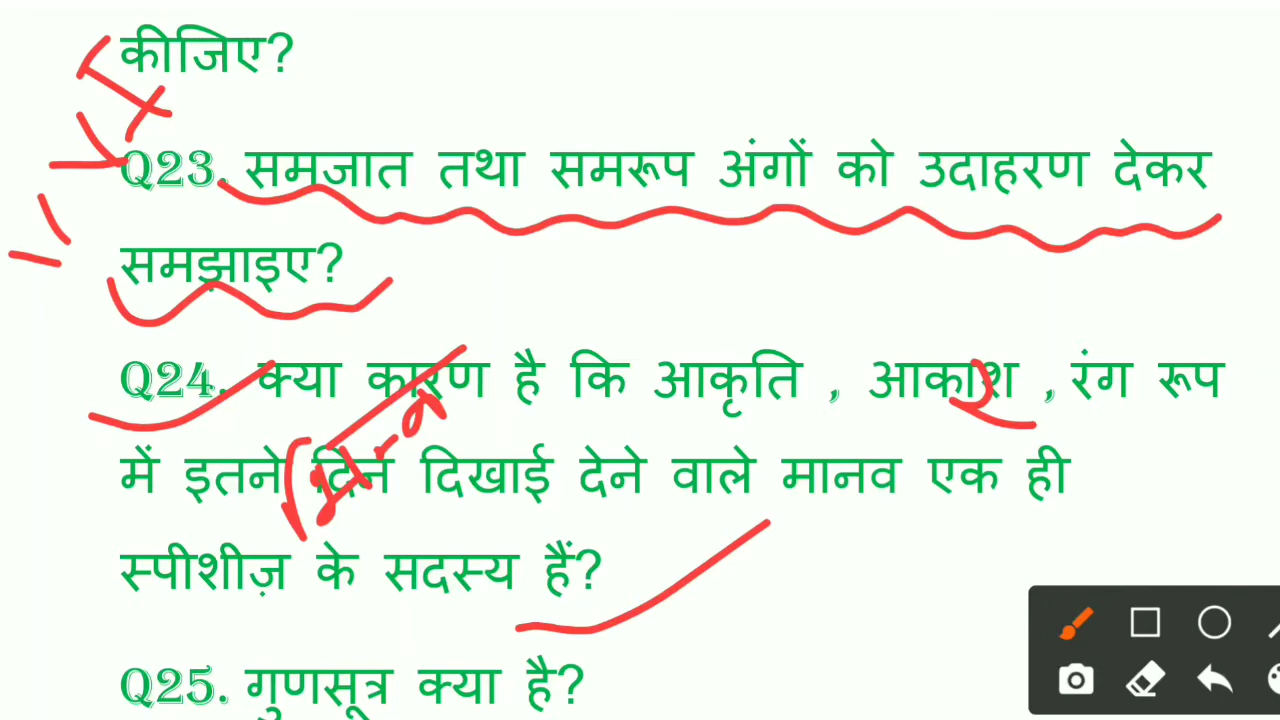 कीजिए?
Q23. समजात तथा समरूप अंगों को उदाहरण देकर
समझाइए?
Q24. क्या कारण है कि आकृति , आकाश , रंग रूप
में इतने दिन दिखाई देने वाले मानव एक ही
स्पीशीज़ के सदस्य हैं?
Q25. गुणसूत्र क्या है?